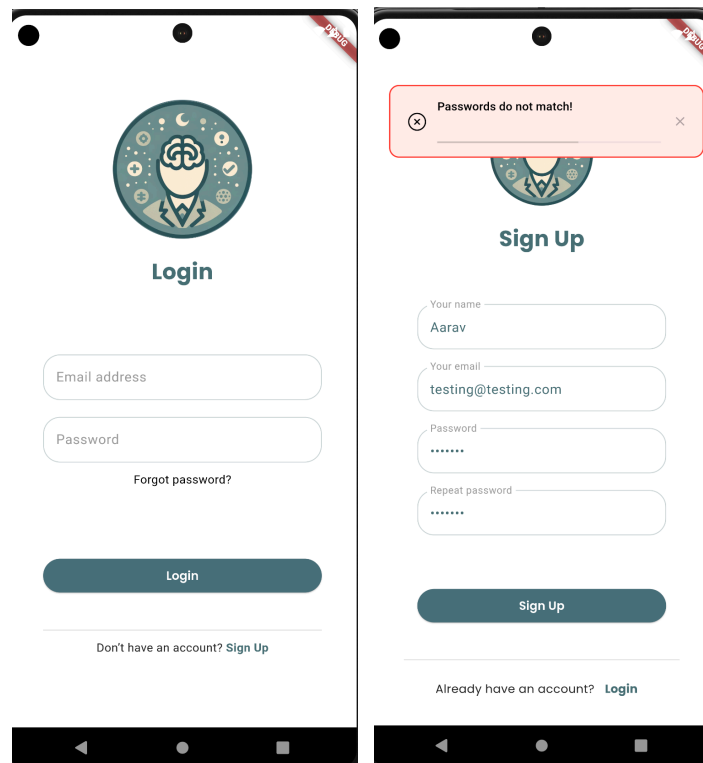 DEBUG
Login
Email address
Password
Forgot password?
Login
Don't have an account? Sign Up
DEBUG
Passwords do not match!
Sign Up
Your name
Aarav
Your email
testing@testing.com
Password
•••••••
Repeat password
•••••••
Sign Up
Already have an account? Login